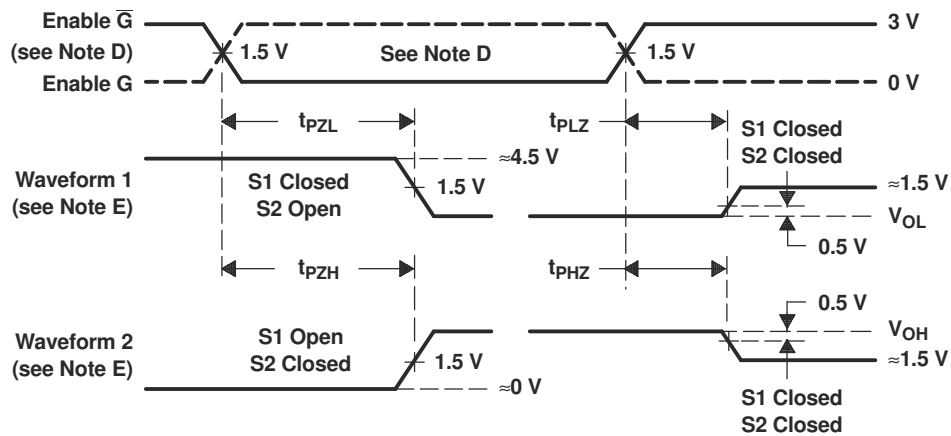 Enable G̅
(see Note D)
Enable G
1.5 V
See Note D
1.5 V
3 V
0 V
tPZL
tPLZ
S1 Closed
S2 Closed
≈4.5 V
Waveform 1
(see Note E)
S1 Closed
S2 Open
1.5 V
≈1.5 V
VOL
0.5 V
tPZH
tPHZ
0.5 V
Waveform 2
(see Note E)
S1 Open
S2 Closed
1.5 V
VOH
≈1.5 V
≈0 V
S1 Closed
S2 Closed